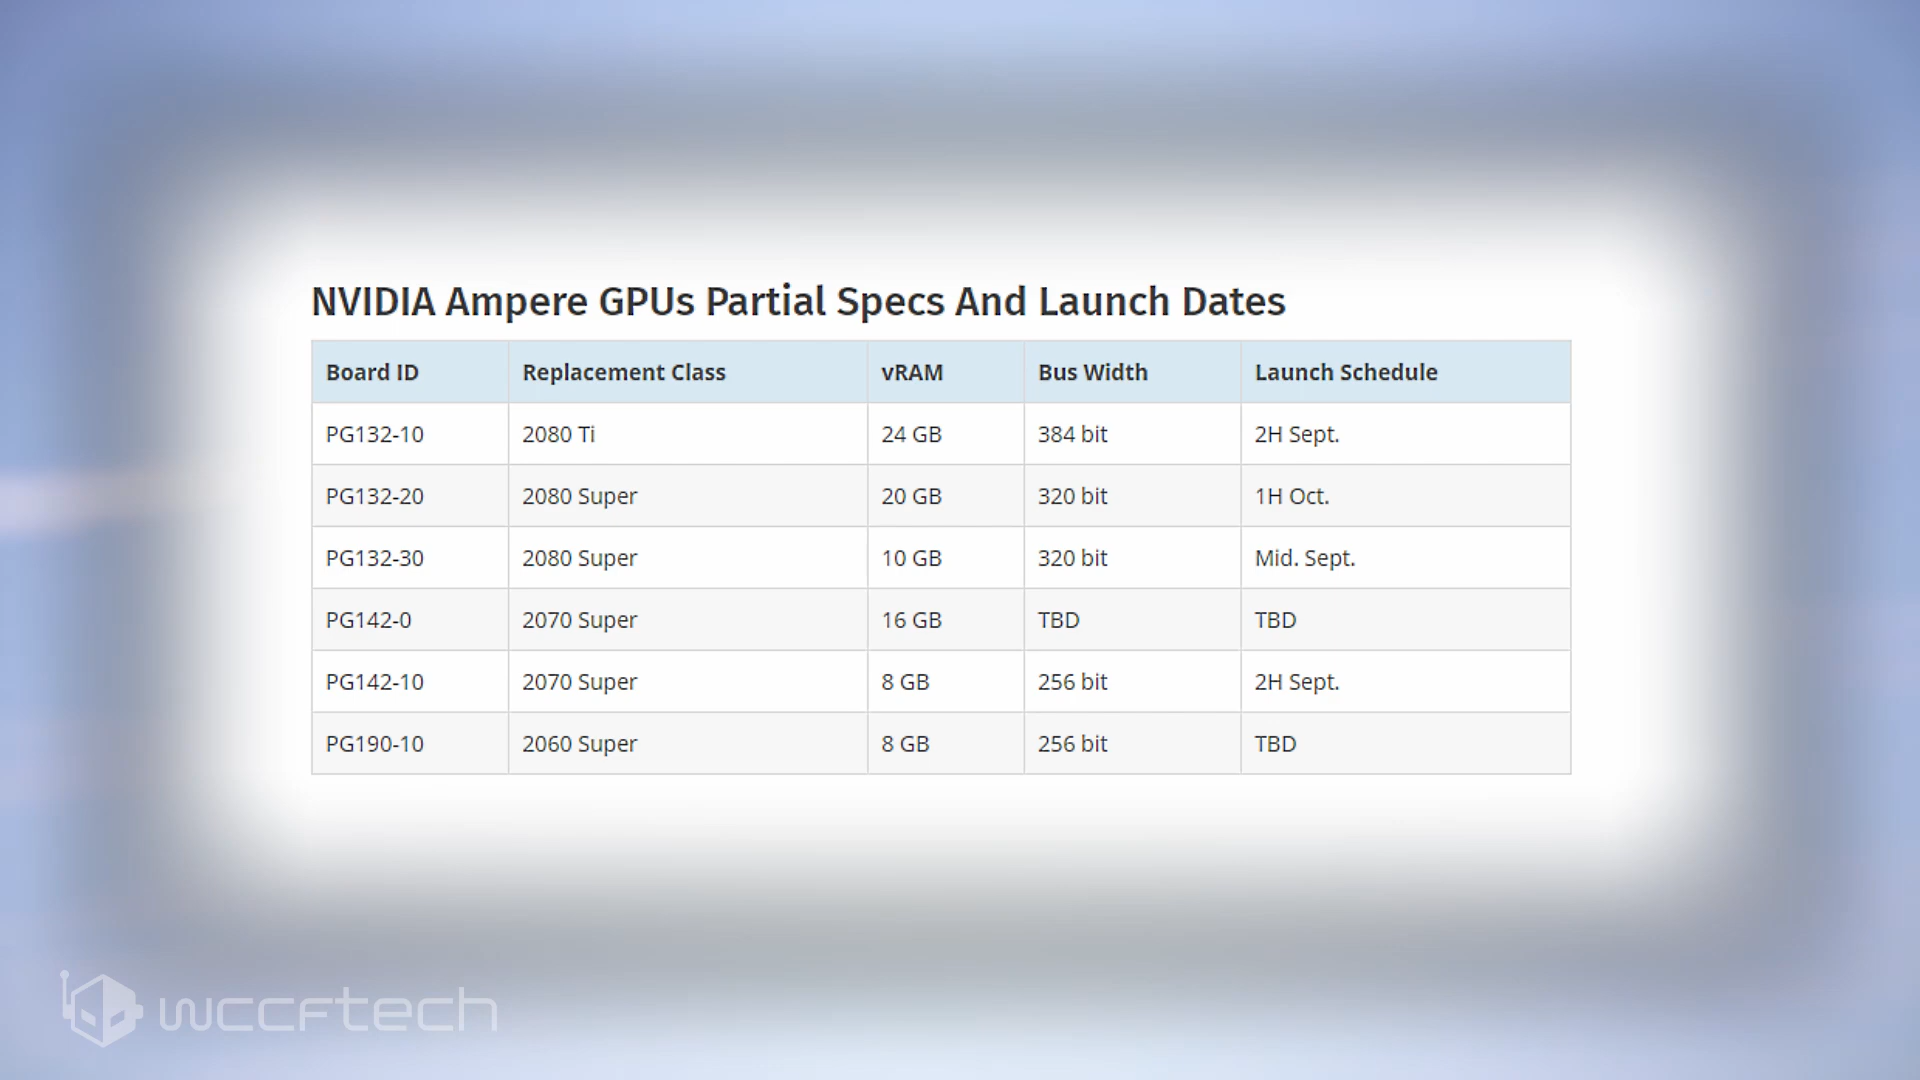 NVIDIA Ampere GPUs Partial Specs And Launch Dates
Board ID Replacement Class vRAM Bus Width Launch Schedule
PG132-10 2080 Ti 24 GB 384 bit 2H Sept.
PG132-20 2080 Super 20 GB 320 bit 1H Oct.
PG132-30 2080 Super 10 GB 320 bit Mid. Sept.
PG142-0 2070 Super 16 GB TBD TBD
PG142-10 2070 Super 8 GB 256 bit 2H Sept.
PG190-10 2060 Super 8 GB 256 bit TBD
wccftech